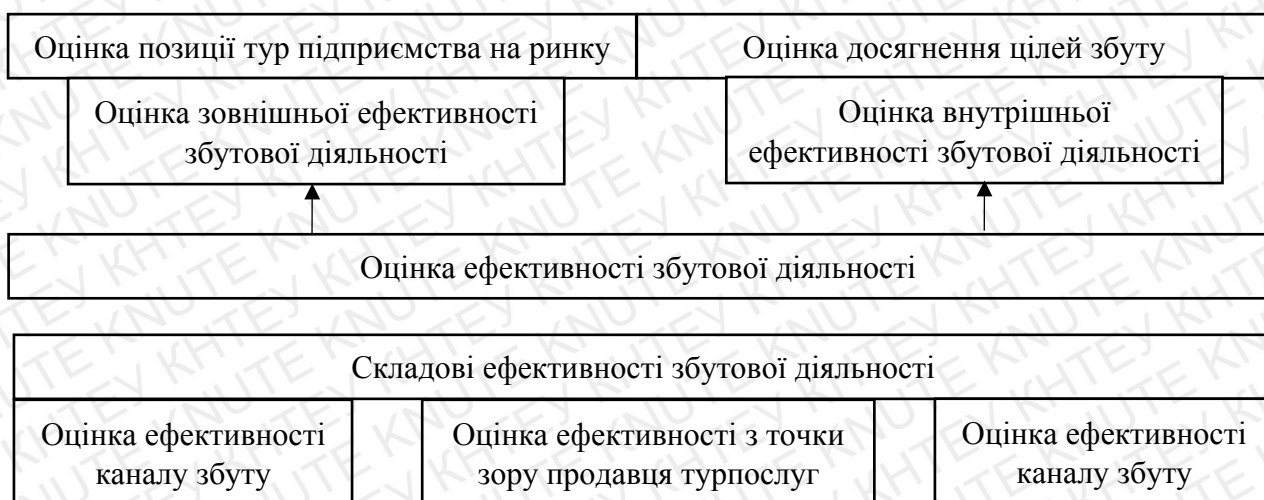 Оцінка позиції тур підприємства на ринку
Оцінка досягнення цілей збуту
Оцінка зовнішньої ефективності
збутової діяльності
Оцінка внутрішньої
ефективності збутової діяльності
Оцінка ефективності збутової діяльності
Складові ефективності збутової діяльності
Оцінка ефективності
каналу збуту
Оцінка ефективності з точки
зору продавця турпослуг
Оцінка ефективності
каналу збуту